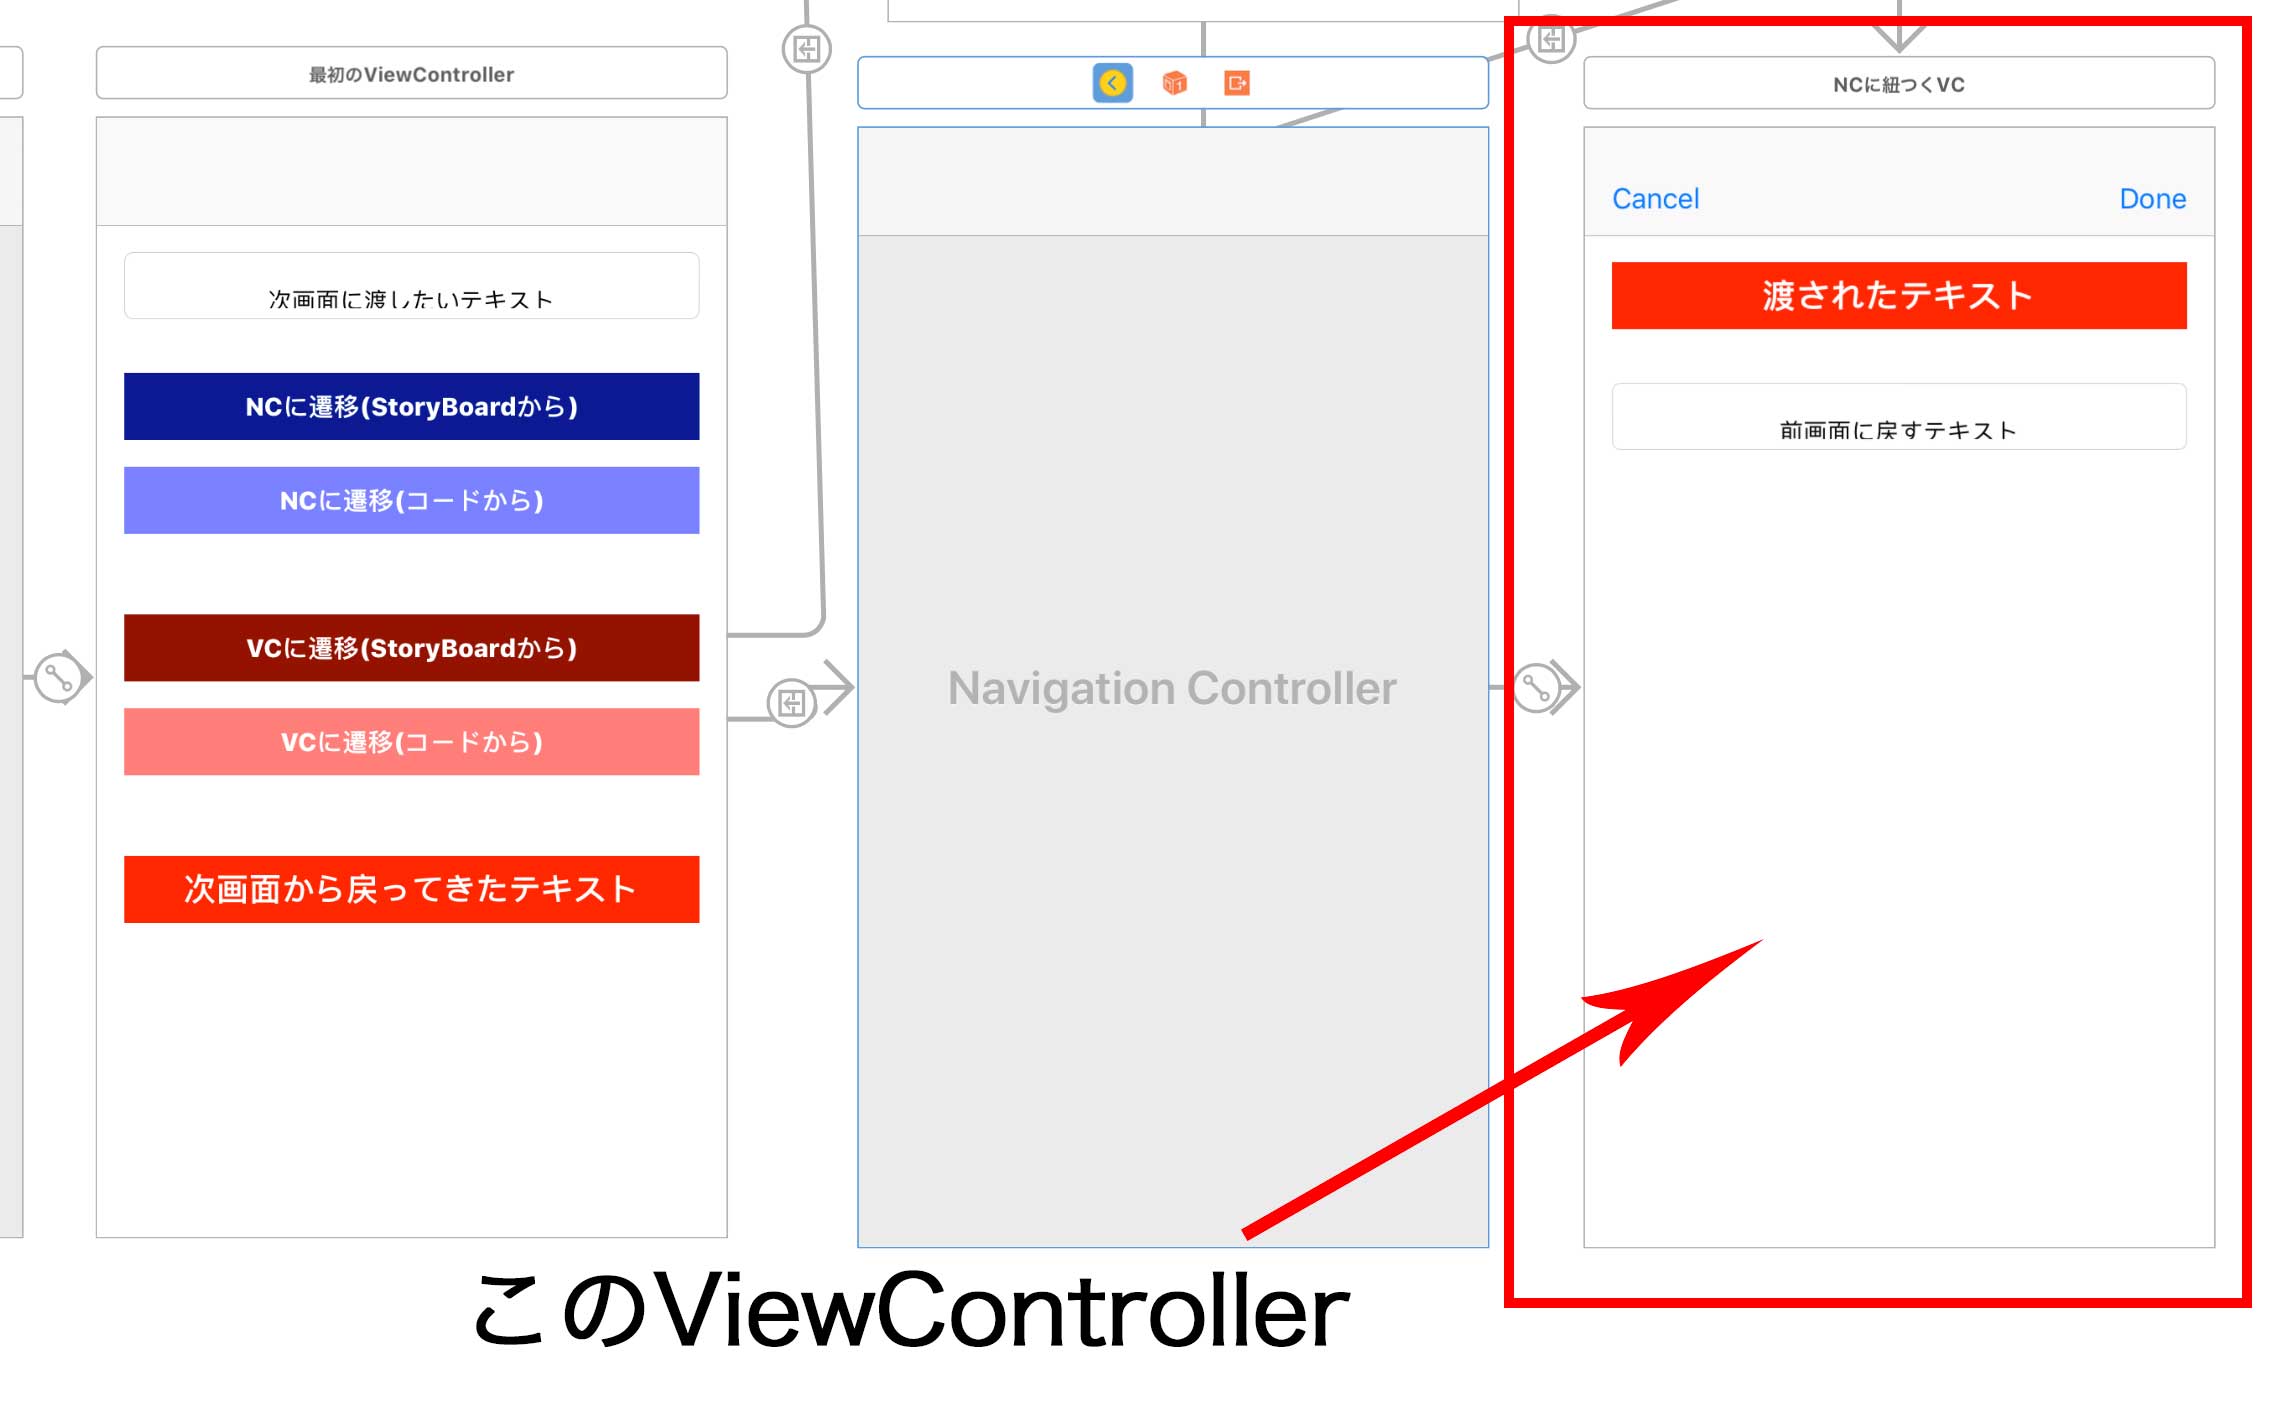 最初のViewController
次画面に渡したいテキスト
NCに遷移(StoryBoardから)
NCに遷移(コードから)
VCに遷移(StoryBoardから)
VCに遷移(コードから)
次画面から戻ってきたテキスト
Navigation Controller
NCに紐つくVC
Cancel
Done
渡されたテキスト
前画面に戻すテキスト
このViewController